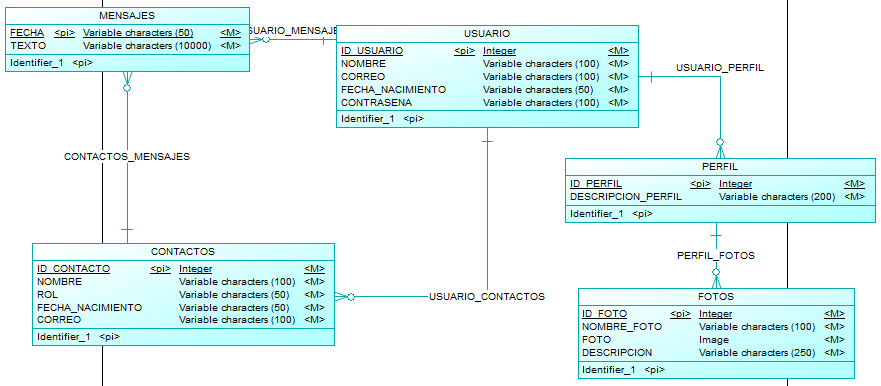 MENSAJES
FECHA <pi> Variable characters (50) <M>
TEXTO Variable characters (10000) <M>
Identifier_1 <pi>
USUARIO_MENSAJE
USUARIO
ID_USUARIO <pi> Integer <M>
NOMBRE Variable characters (100) <M>
CORREO Variable characters (100) <M>
FECHA_NACIMIENTO Variable characters (50) <M>
CONTRASENA Variable characters (100) <M>
Identifier_1 <pi>
USUARIO_PERFIL
CONTACTOS_MENSAJES
PERFIL
ID_PERFIL <pi> Integer <M>
DESCRIPCION_PERFIL Variable characters (200) <M>
Identifier_1 <pi>
CONTACTOS
ID_CONTACTO <pi> Integer <M>
NOMBRE Variable characters (100) <M>
ROL Variable characters (50) <M>
FECHA_NACIMIENTO Variable characters (50) <M>
CORREO Variable characters (100) <M>
Identifier_1 <pi>
USUARIO_CONTACTOS
PERFIL_FOTOS
FOTOS
ID_FOTO <pi> Integer <M>
NOMBRE_FOTO Variable characters (100) <M>
FOTO Image <M>
DESCRIPCION Variable characters (250) <M>
Identifier_1 <pi>